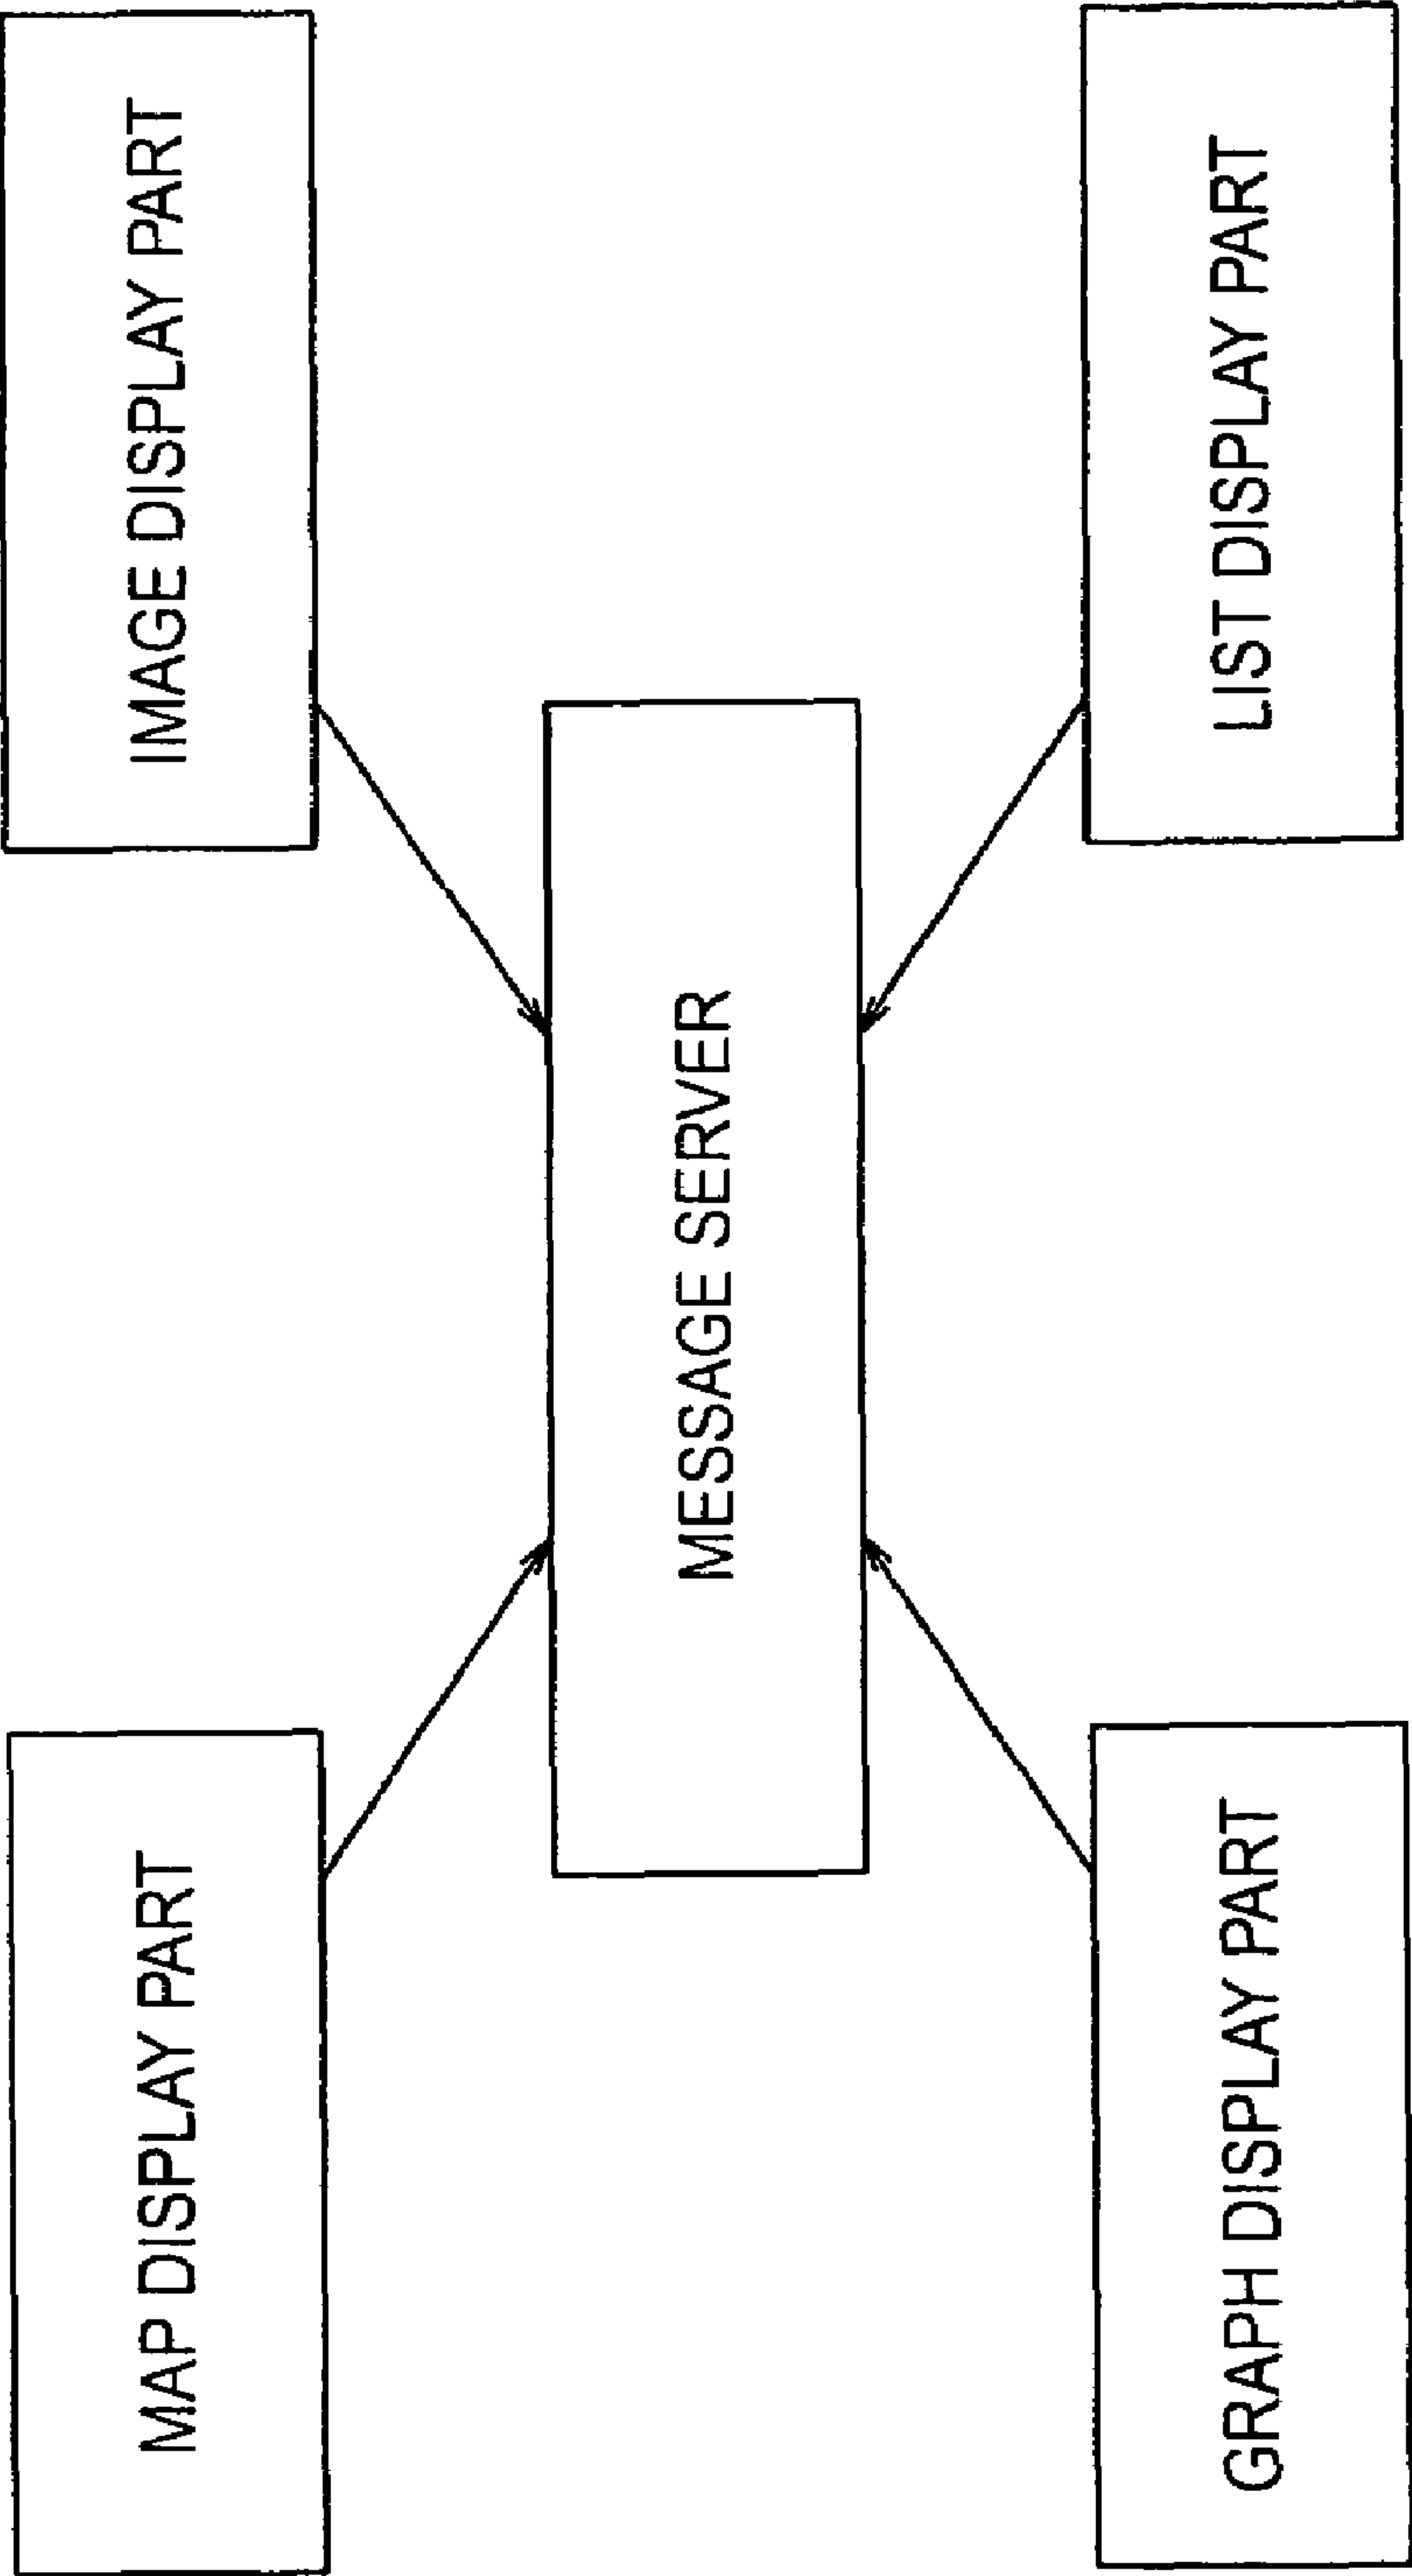 MAP DISPLAY PART
IMAGE DISPLAY PART
MESSAGE SERVER
GRAPH DISPLAY PART
LIST DISPLAY PART